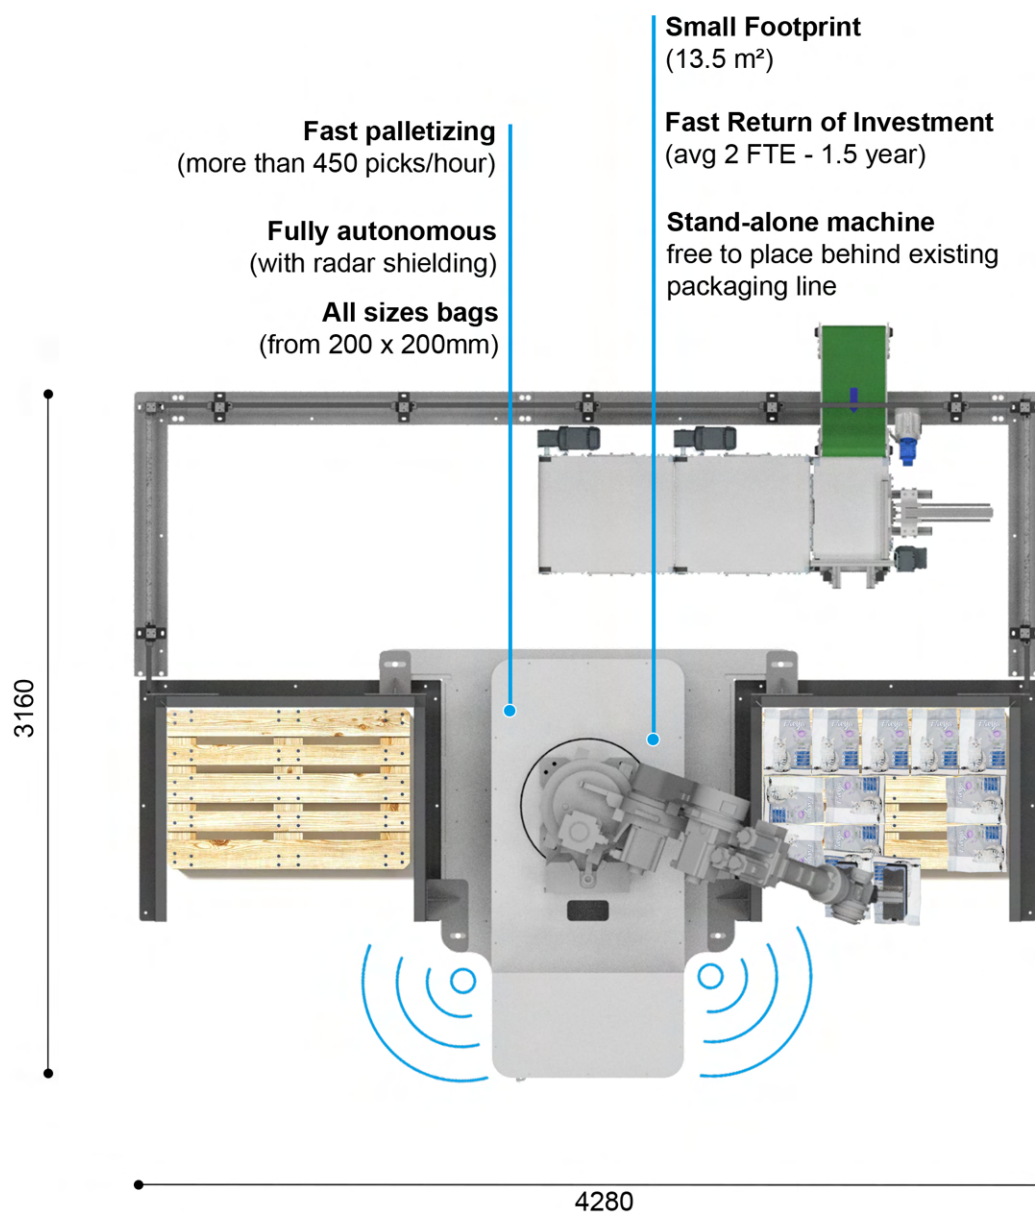 Small Footprint
(13.5 m²)
Fast palletizing
(more than 450 picks/hour)
Fast Return of Investment
(avg 2 FTE - 1.5 year)
Fully autonomous
(with radar shielding)
Stand-alone machine
free to place behind existing
packaging line
All sizes bags
(from 200 x 200mm)
3160
4280